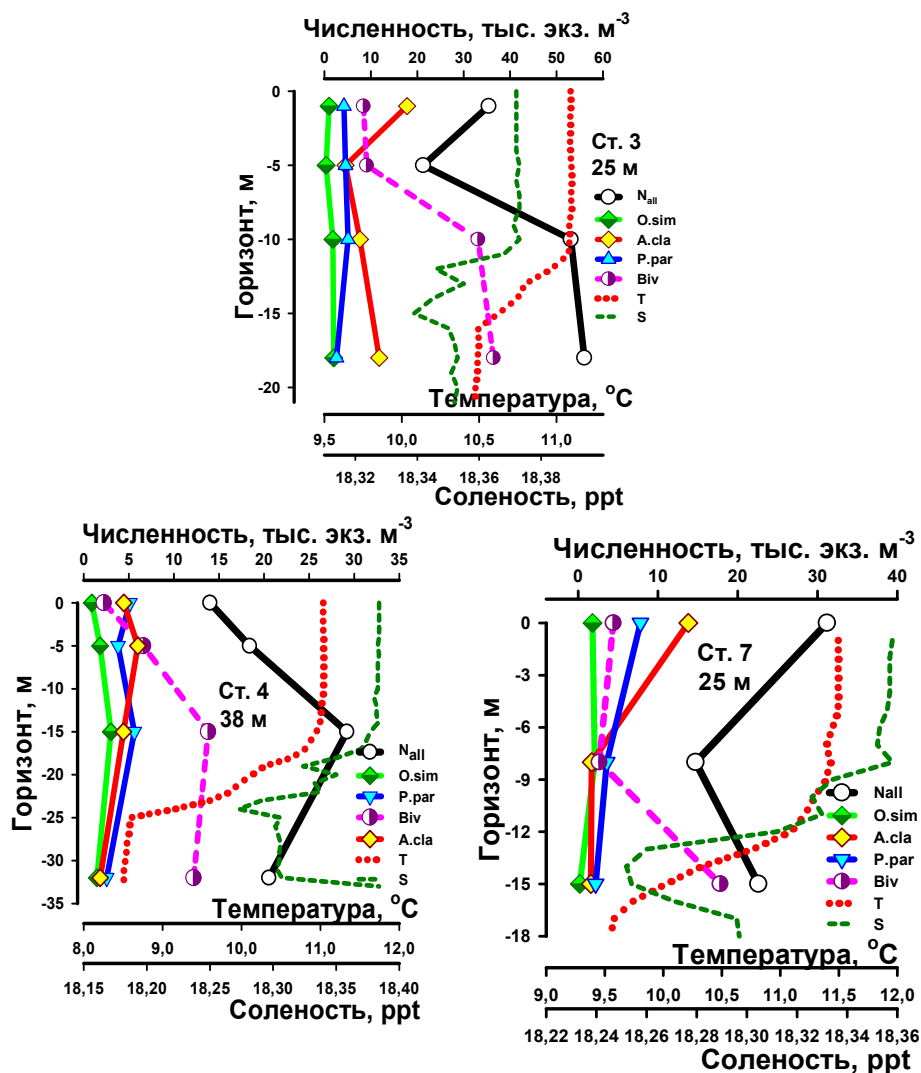 Численность, тыс. экз. м-3
0 10 20 30 40 50 60
0
-5
-10
-15
-20
Горизонт, м
Ст. 3
25 м
Nall
O.sim
A.cla
P.par
Biv
T
S
Температура, oC
9,5 10,0 10,5 11,0
18,32 18,34 18,36 18,38
Соленость, ppt
Численность, тыс. экз. м-3
0 5 10 15 20 25 30 35
0
-5
-10
-15
-20
-25
-30
-35
Горизонт, м
Ст. 4
38 м
Nall
O.sim
P.par
Biv
A.cla
T
S
Температура, oC
8,0 9,0 10,0 11,0 12,0
18,15 18,20 18,25 18,30 18,35 18,40
Соленость, ppt
Численность, тыс. экз. м-3
0 10 20 30 40
0
-3
-6
-9
-12
-15
-18
Горизонт, м
Ст. 7
25 м
Nall
O.sim
A.cla
P.par
Biv
T
S
Температура, oC
9,0 9,5 10,0 10,5 11,0 11,5 12,0
18,22 18,24 18,26 18,28 18,30 18,32 18,34 18,36
Соленость, ppt